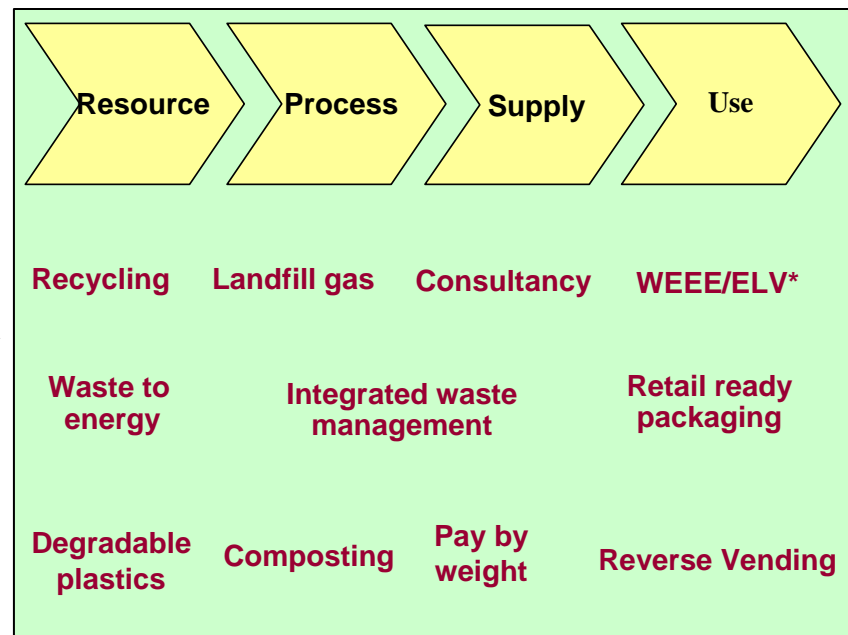 Resource Process Supply Use
Recycling Landfill gas Consultancy WEEE/ELV*
Waste to
energy
Integrated waste
management
Retail ready
packaging
Degradable
plastics
Composting
Pay by
weight
Reverse Vending